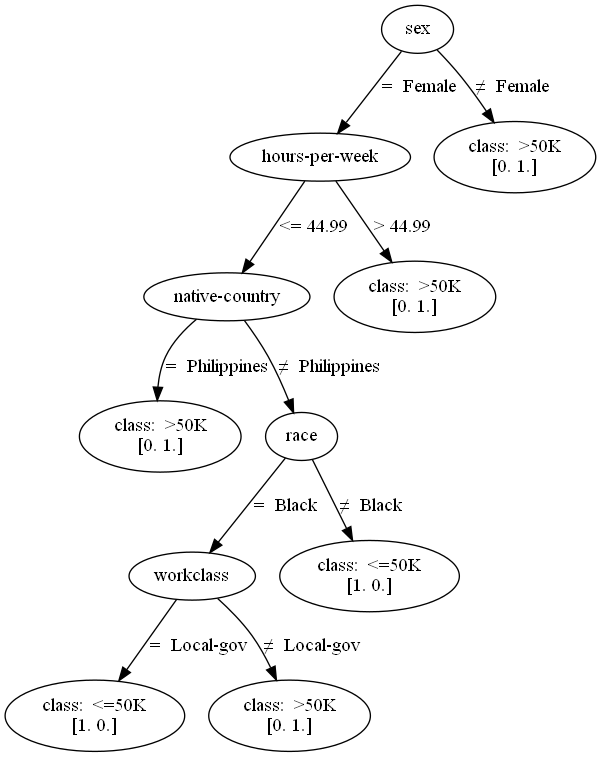 sex
= Female
≠ Female
hours-per-week
class: >50K
[0. 1.]
<= 44.99
> 44.99
native-country
class: >50K
[0. 1.]
= Philippines
≠ Philippines
class: >50K
[0. 1.]
race
= Black
≠ Black
workclass
class: <=50K
[1. 0.]
= Local-gov
≠ Local-gov
class: <=50K
[1. 0.]
class: >50K
[0. 1.]